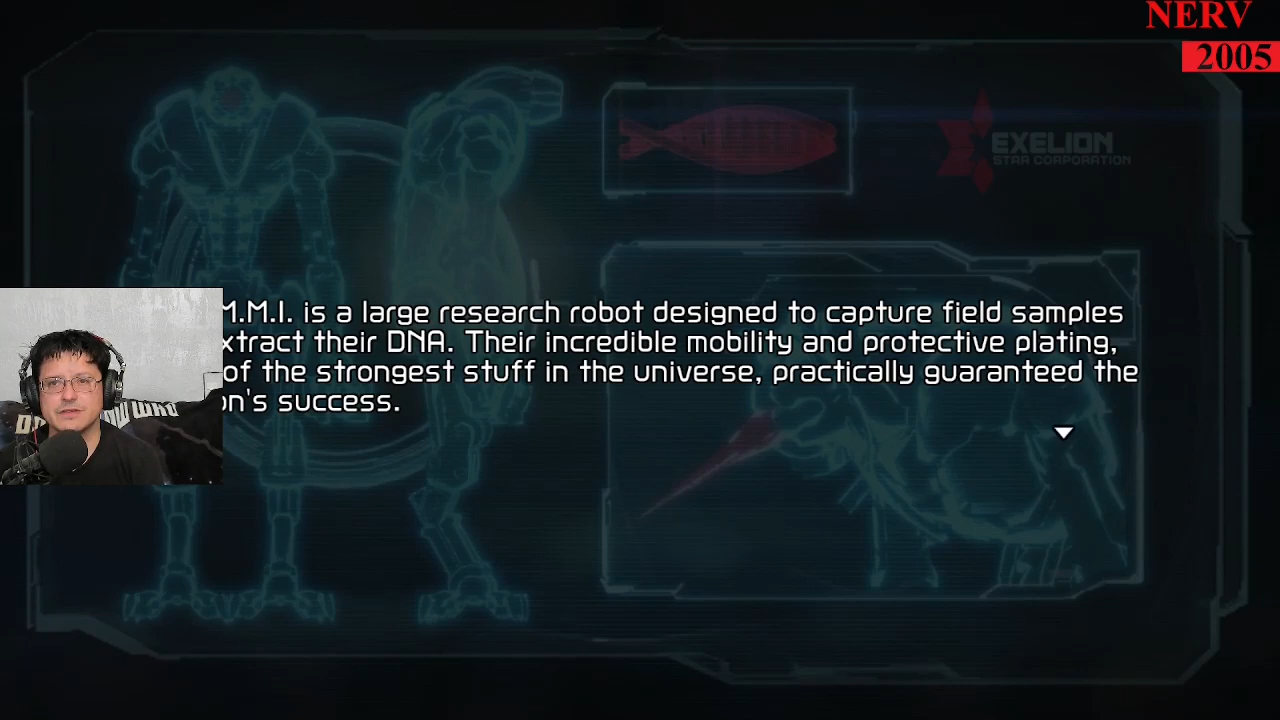 NERV
2005
EXELION
STAR CORPORATION
M.M.I. is a large research robot designed to capture field samples
xtract their DNA. Their incredible mobility and protective plating,
of the strongest stuff in the universe, practically guaranteed the
on's success.